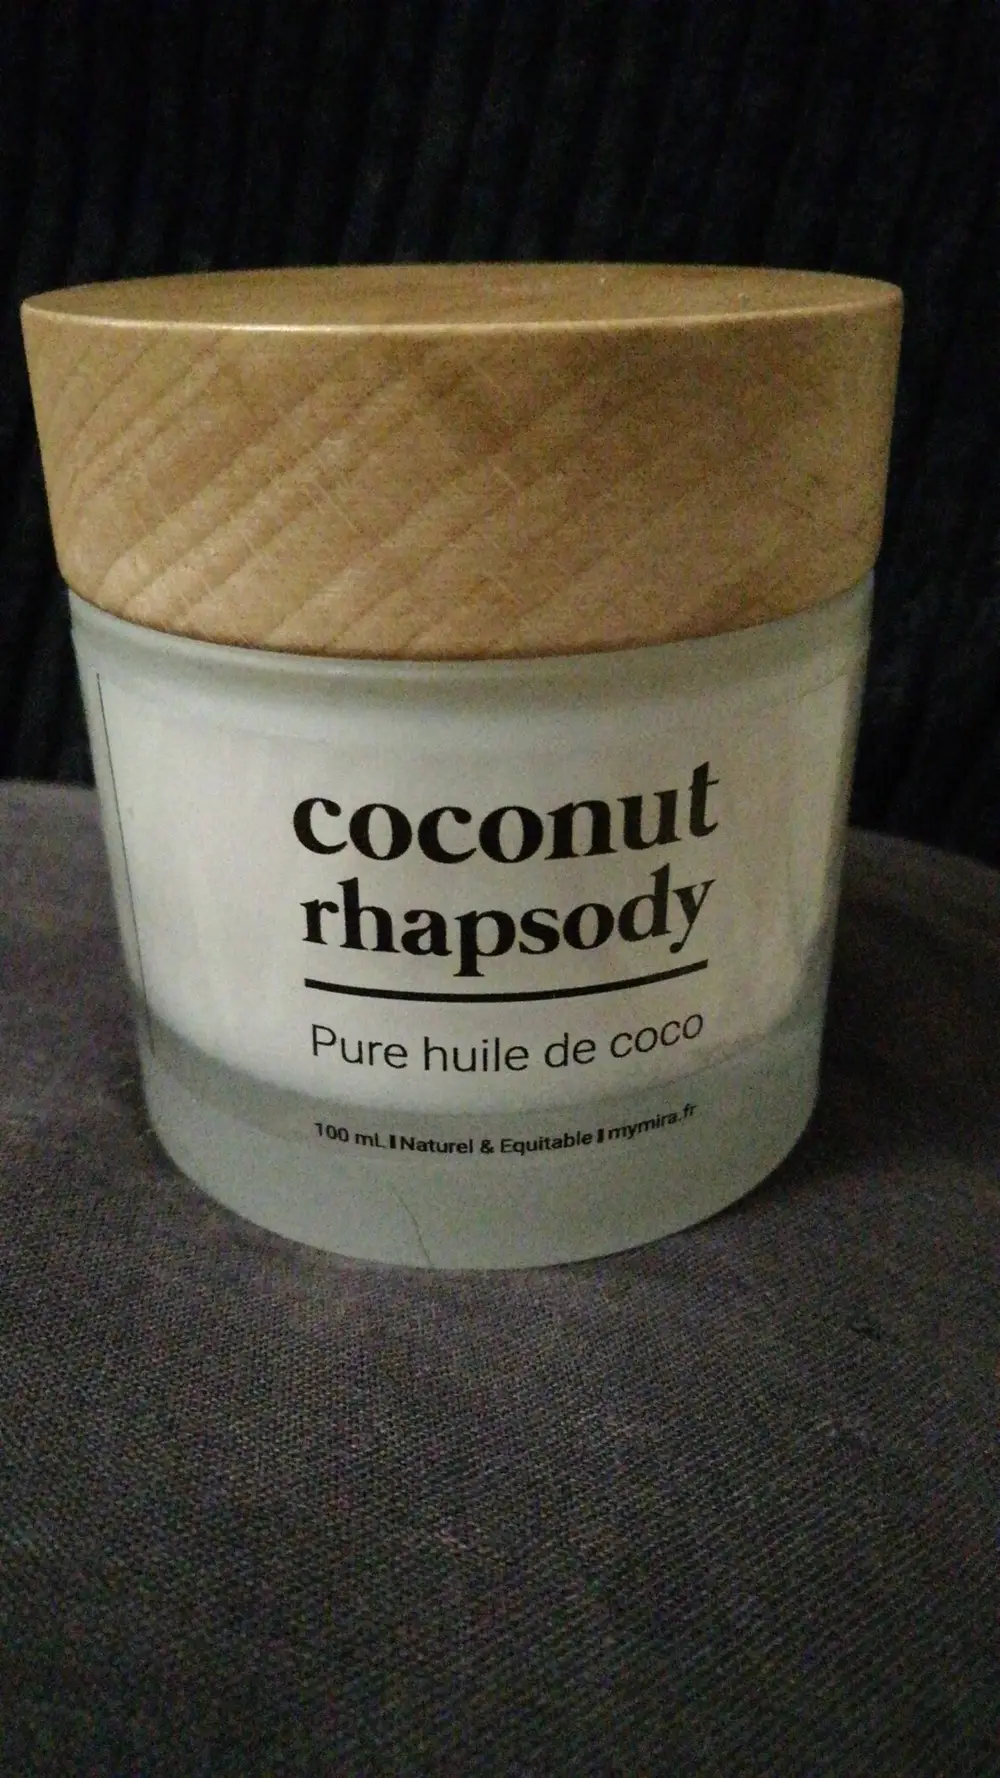 coconut
rhapsody
Pure huile de coco
100 mL | Naturel & Equitable | mymira.fr